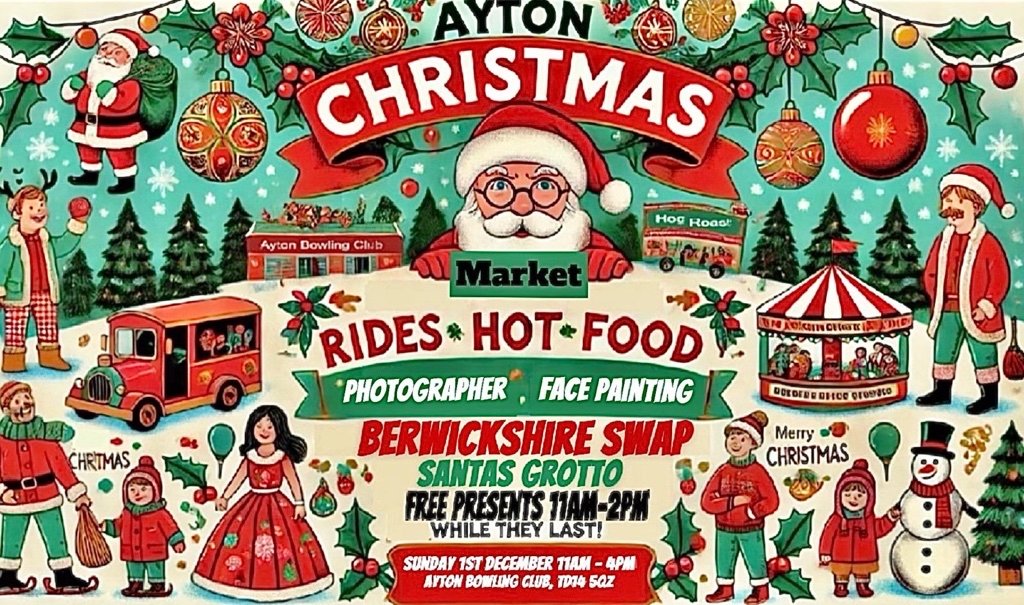 AYTON
CHRISTMAS
Ayton Bowling Club
Hog Roast
Market
RIDES HOT FOOD
PHOTOGRAPHER , FACE PAINTING
BERWICKSHIRE SWAP
SANTAS GROTTO
FREE PRESENTS 11AM-2PM
WHILE THEY LAST!
CHRITMAS
Merry
CHRISTMAS
SUNDAY 1ST DECEMBER 11AM - 4PM
AYTON BOWLING CLUB, TD14 5QZ